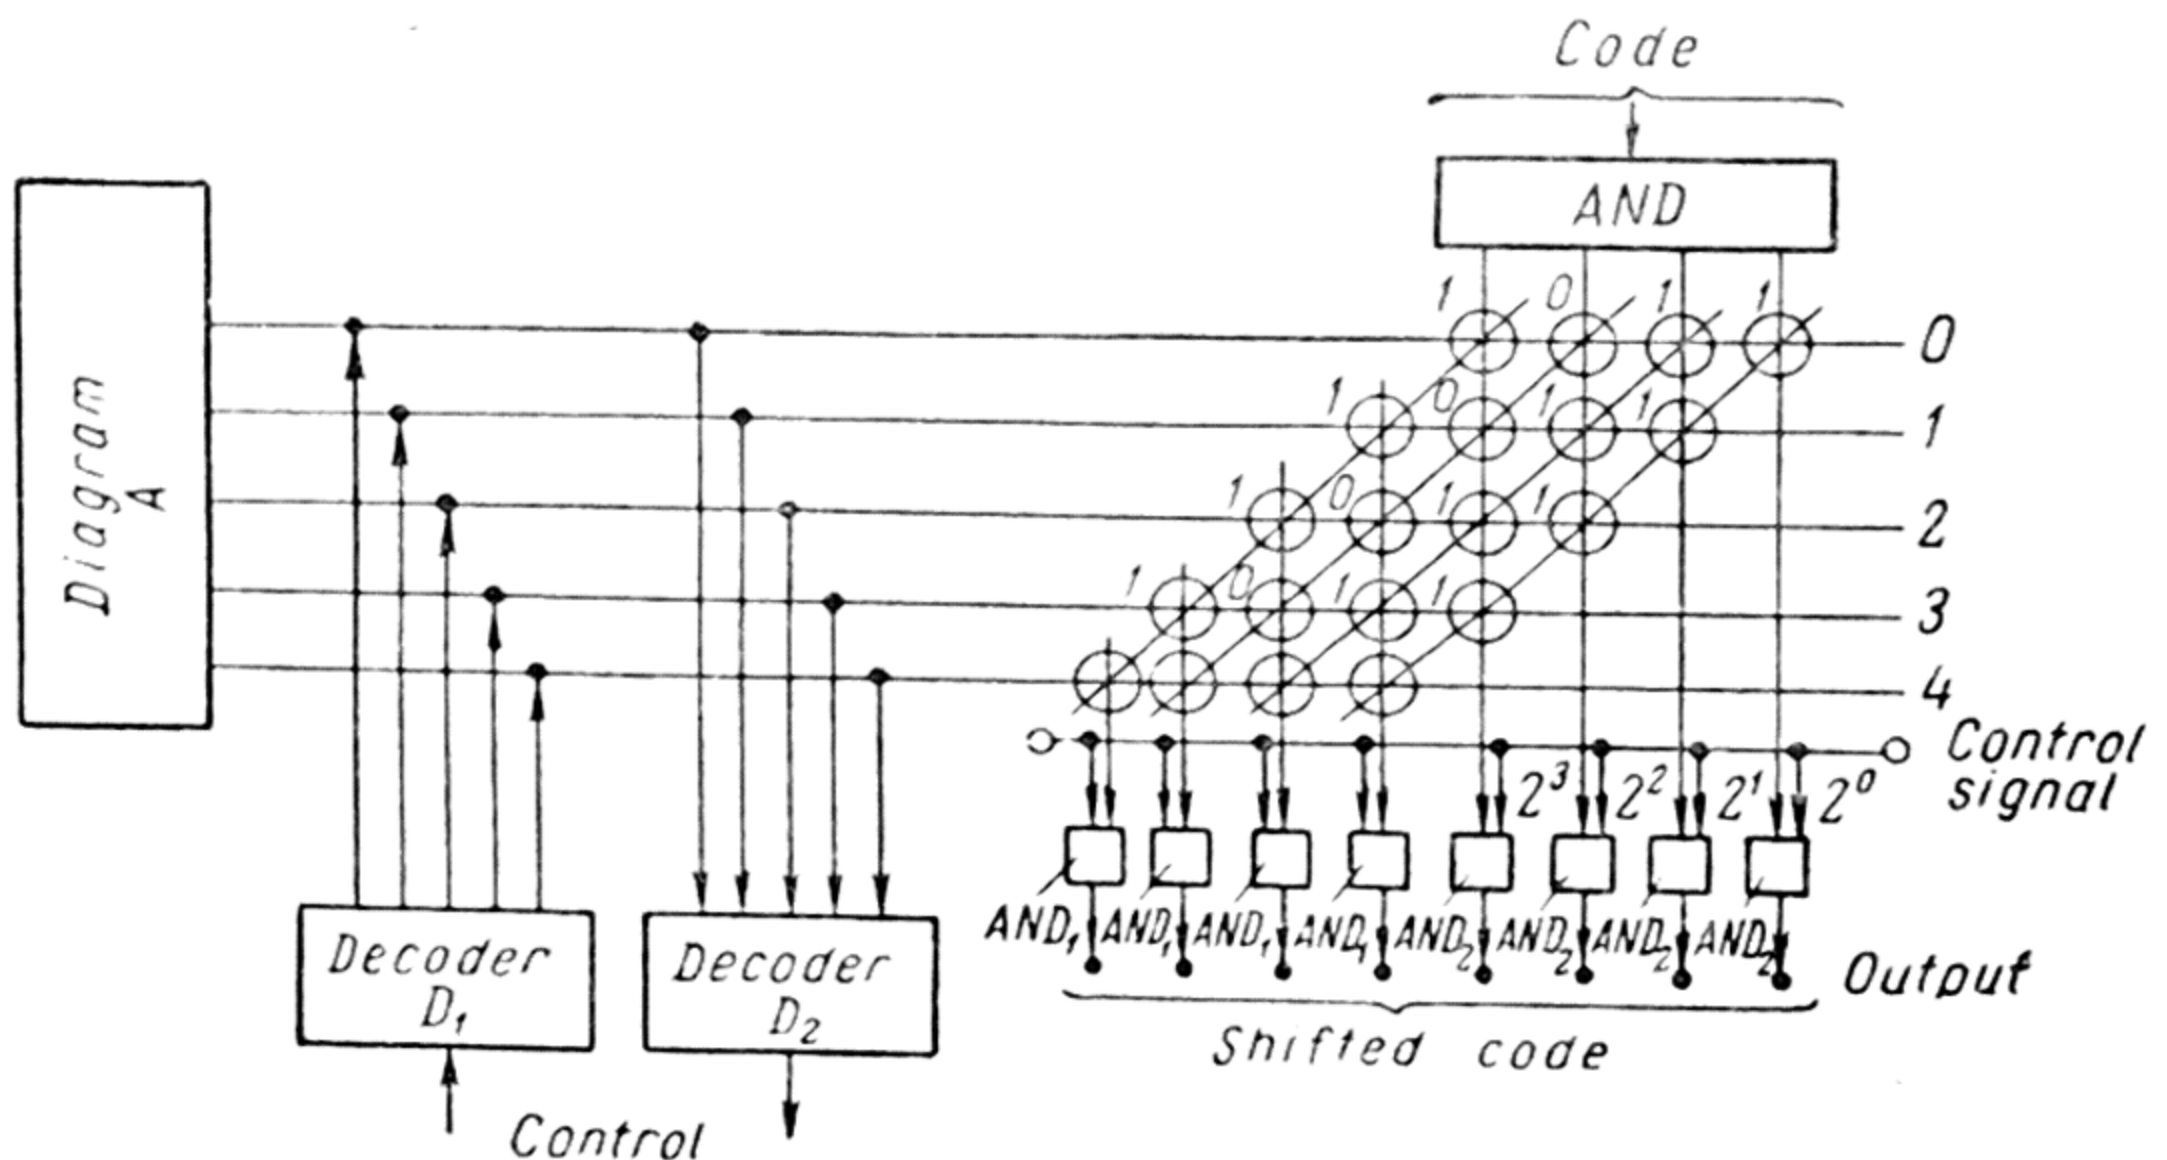 Code
AND
1 0 1 1
0
1 0 1 1
1
1 0 1 1
2
1 0 1 1
3
4
Diagram
A
Control
signal
2³ 2² 2¹ 2⁰
AND₁ AND₁ AND₁ AND₁ AND₂ AND₂ AND₂ AND₂
Output
Shifted code
Decoder
D₁
Decoder
D₂
Control